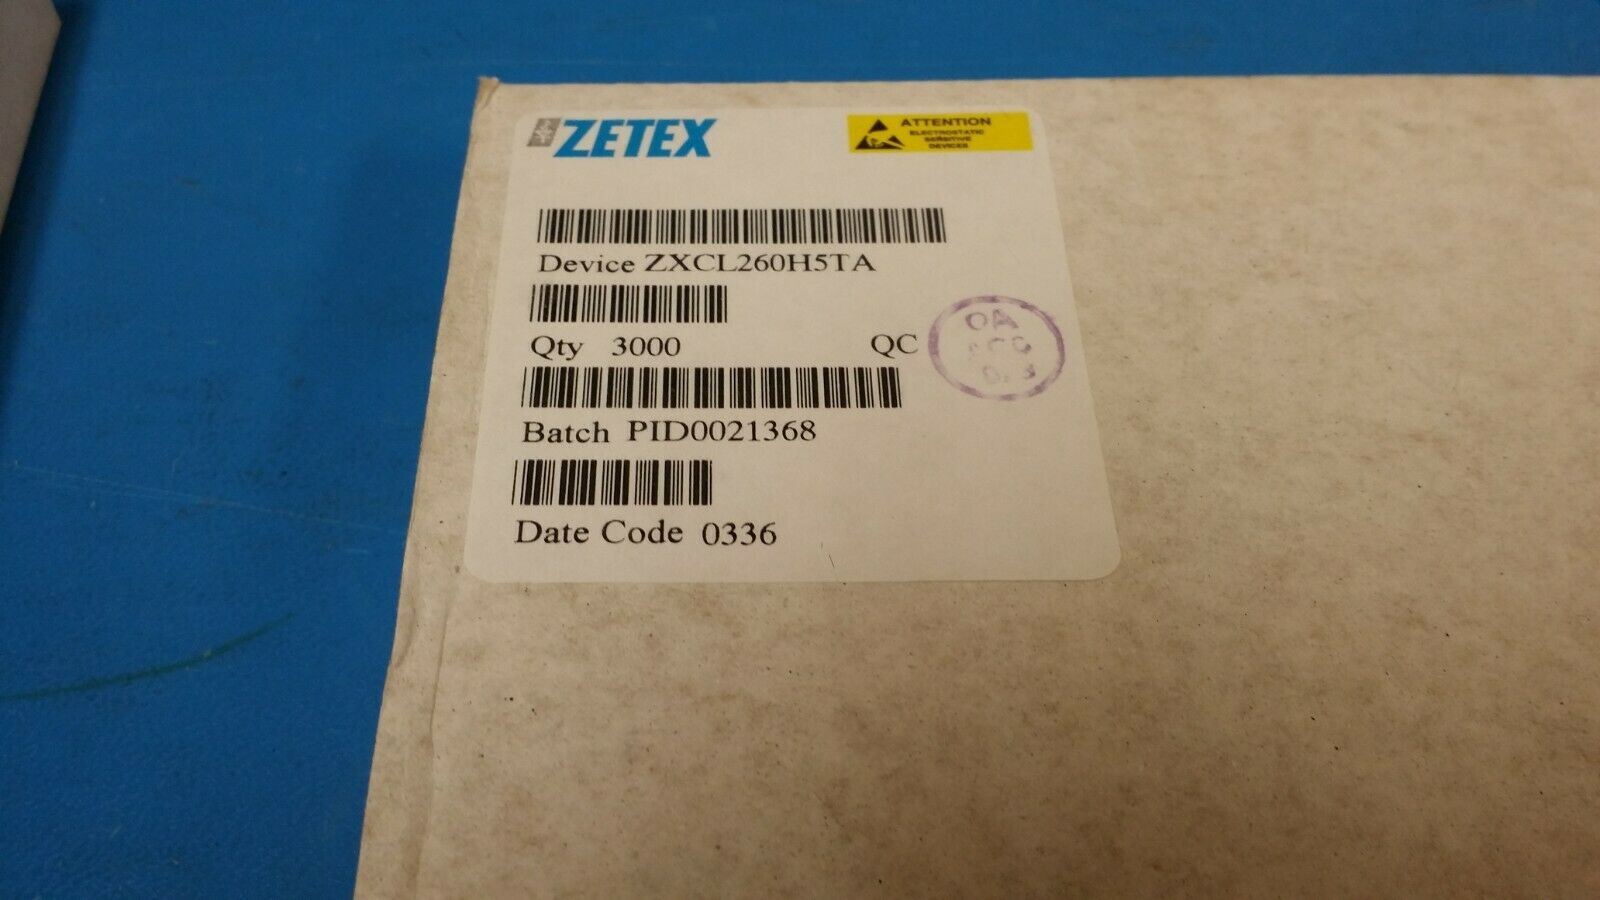 ZETEX
ATTENTION
ELECTROSTATIC
SENSITIVE
DEVICES
Device ZXCL260H5TA
Qty 3000
QC
Batch PID0021368
Date Code 0336